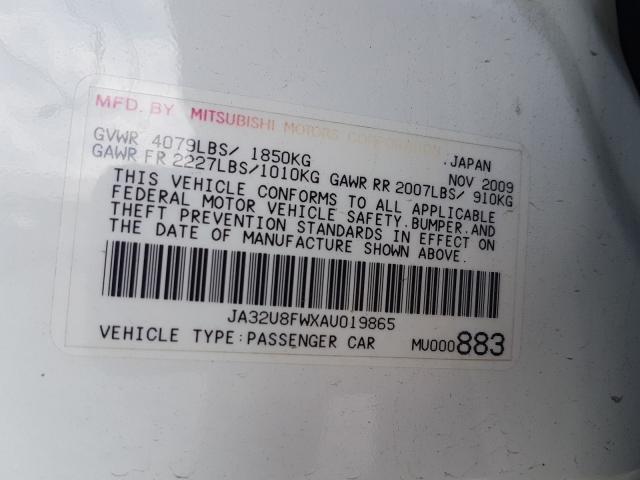 MFD. BY MITSUBISHI MOTORS CORPORATION, JAPAN
GVWR 4079LBS/ 1850KG NOV 2009
GAWR FR 2227LBS/1010KG GAWR RR 2007LBS/ 910KG
THIS VEHICLE CONFORMS TO ALL APPLICABLE
FEDERAL MOTOR VEHICLE SAFETY,BUMPER,AND
THEFT PREVENTION STANDARDS IN EFFECT ON
THE DATE OF MANUFACTURE SHOWN ABOVE.
JA32U8FWXAU019865
VEHICLE TYPE:PASSENGER CAR MU000883